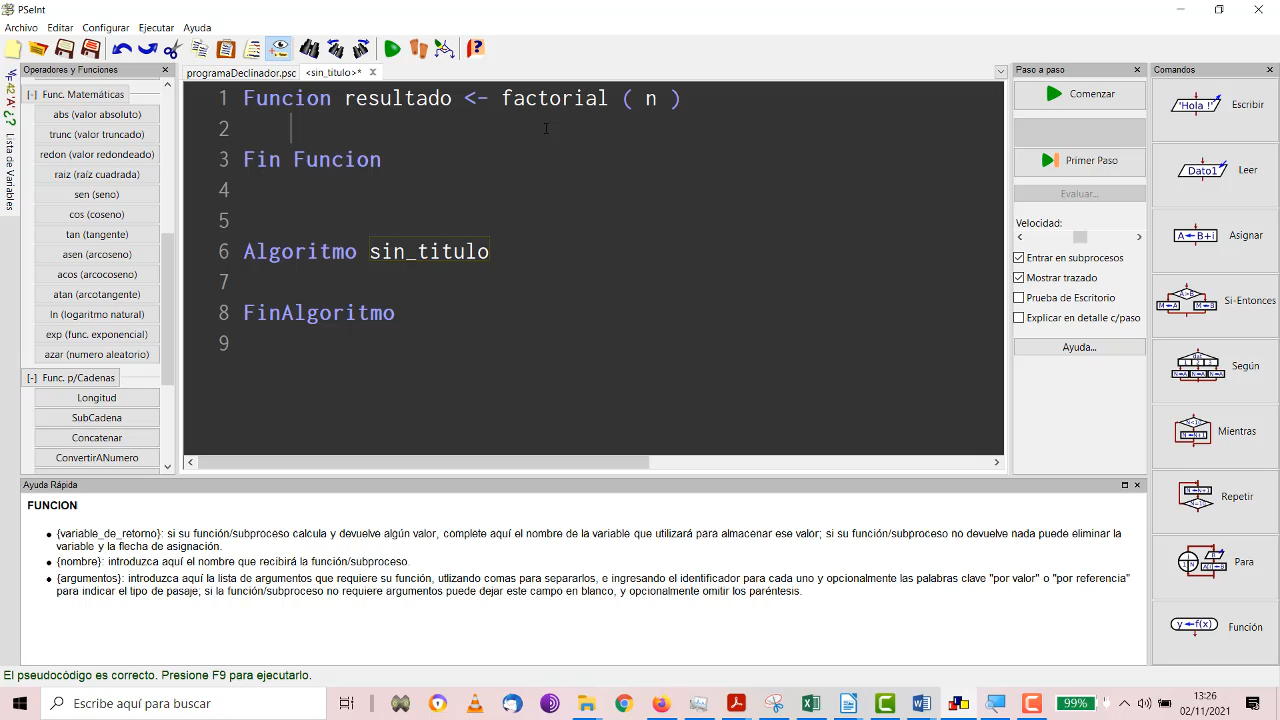 PSeInt
Archivo Editar Configurar Ejecutar Ayuda
Operadores y Funciones
programaDeclinador.psc
<sin_titulo>*
Lista de Variables
[-] Func. Matemáticas
abs (valor absoluto)
trunc (valor truncado)
redon (valor redondeado)
raiz (raíz cuadrada)
sen (seno)
cos (coseno)
tan (tangente)
asen (arcoseno)
acos (arcocoseno)
atan (arcotangente)
ln (logaritmo natural)
exp (func. exponencial)
azar (numero aleatorio)
[-] Func. p/Cadenas
Longitud
SubCadena
Concatenar
ConvertirANumero
1 Funcion resultado <- factorial ( n )
2
3 Fin Funcion
4
5
6 Algoritmo sin_titulo
7
8 FinAlgoritmo
9
Paso a paso
Comenzar
Primer Paso
Evaluar...
Velocidad:
Entrar en subprocesos
Mostrar trazado
Prueba de Escritorio
Explicar en detalle c/paso
Ayuda...
Comandos
'Hola !' Escribir
Dato1 Leer
A←B+i Asignar
Si-Entonces
Según
Mientras
Repetir
Para
y←f(x) Función
Ayuda Rápida
FUNCION
{variable_de_retorno}: si su función/subproceso calcula y devuelve algún valor, complete aquí el nombre de la variable que utilizará para almacenar ese valor; si su función/subproceso no devuelve nada puede eliminar la
variable y la flecha de asignación.
{nombre}: introduzca aquí el nombre que recibirá la función/subproceso.
{argumentos}: introduzca aquí la lista de argumentos que requiere su función, utlizando comas para separarlos, e ingresando el identificador para cada uno y opcionalmente las palabras clave "por valor" o "por referencia"
para indicar el tipo de pasaje, si la función/subproceso no requiere argumentos puede dejar este campo en blanco, y opcionalmente omitir los paréntesis.
El pseudocódigo es correcto. Presione F9 para ejecutarlo.
Escribe aquí para buscar
99%
13:26
02/11/2021